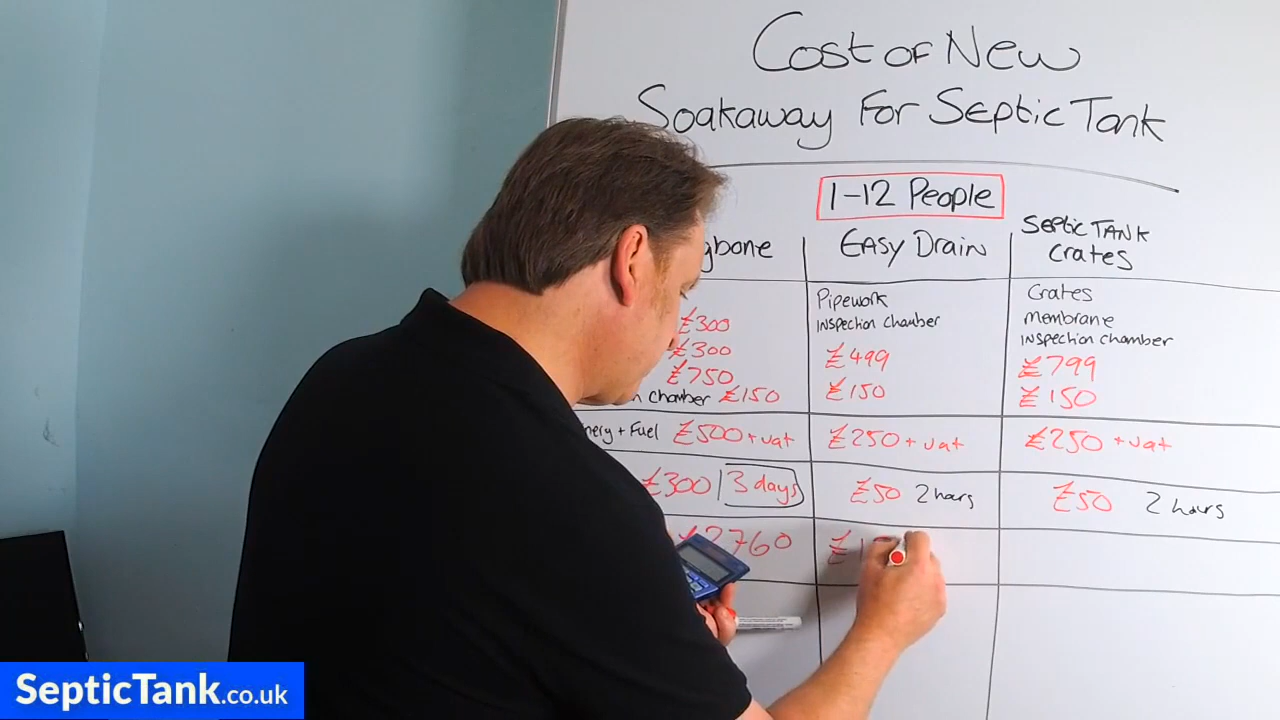 Cost of New
Soakaway For Septic Tank
1-12 People
Easy Drain
Septic Tank
Crates
£300
£300
£750
chamber £150
+ Fuel £500 + vat
£300 3 days
£2760
Pipework
inspection chamber
£499
£150
£250 + vat
£50 2 hours
Crates
membrane
inspection chamber
£799
£150
£250 + vat
£50 2 hours
SepticTank.co.uk